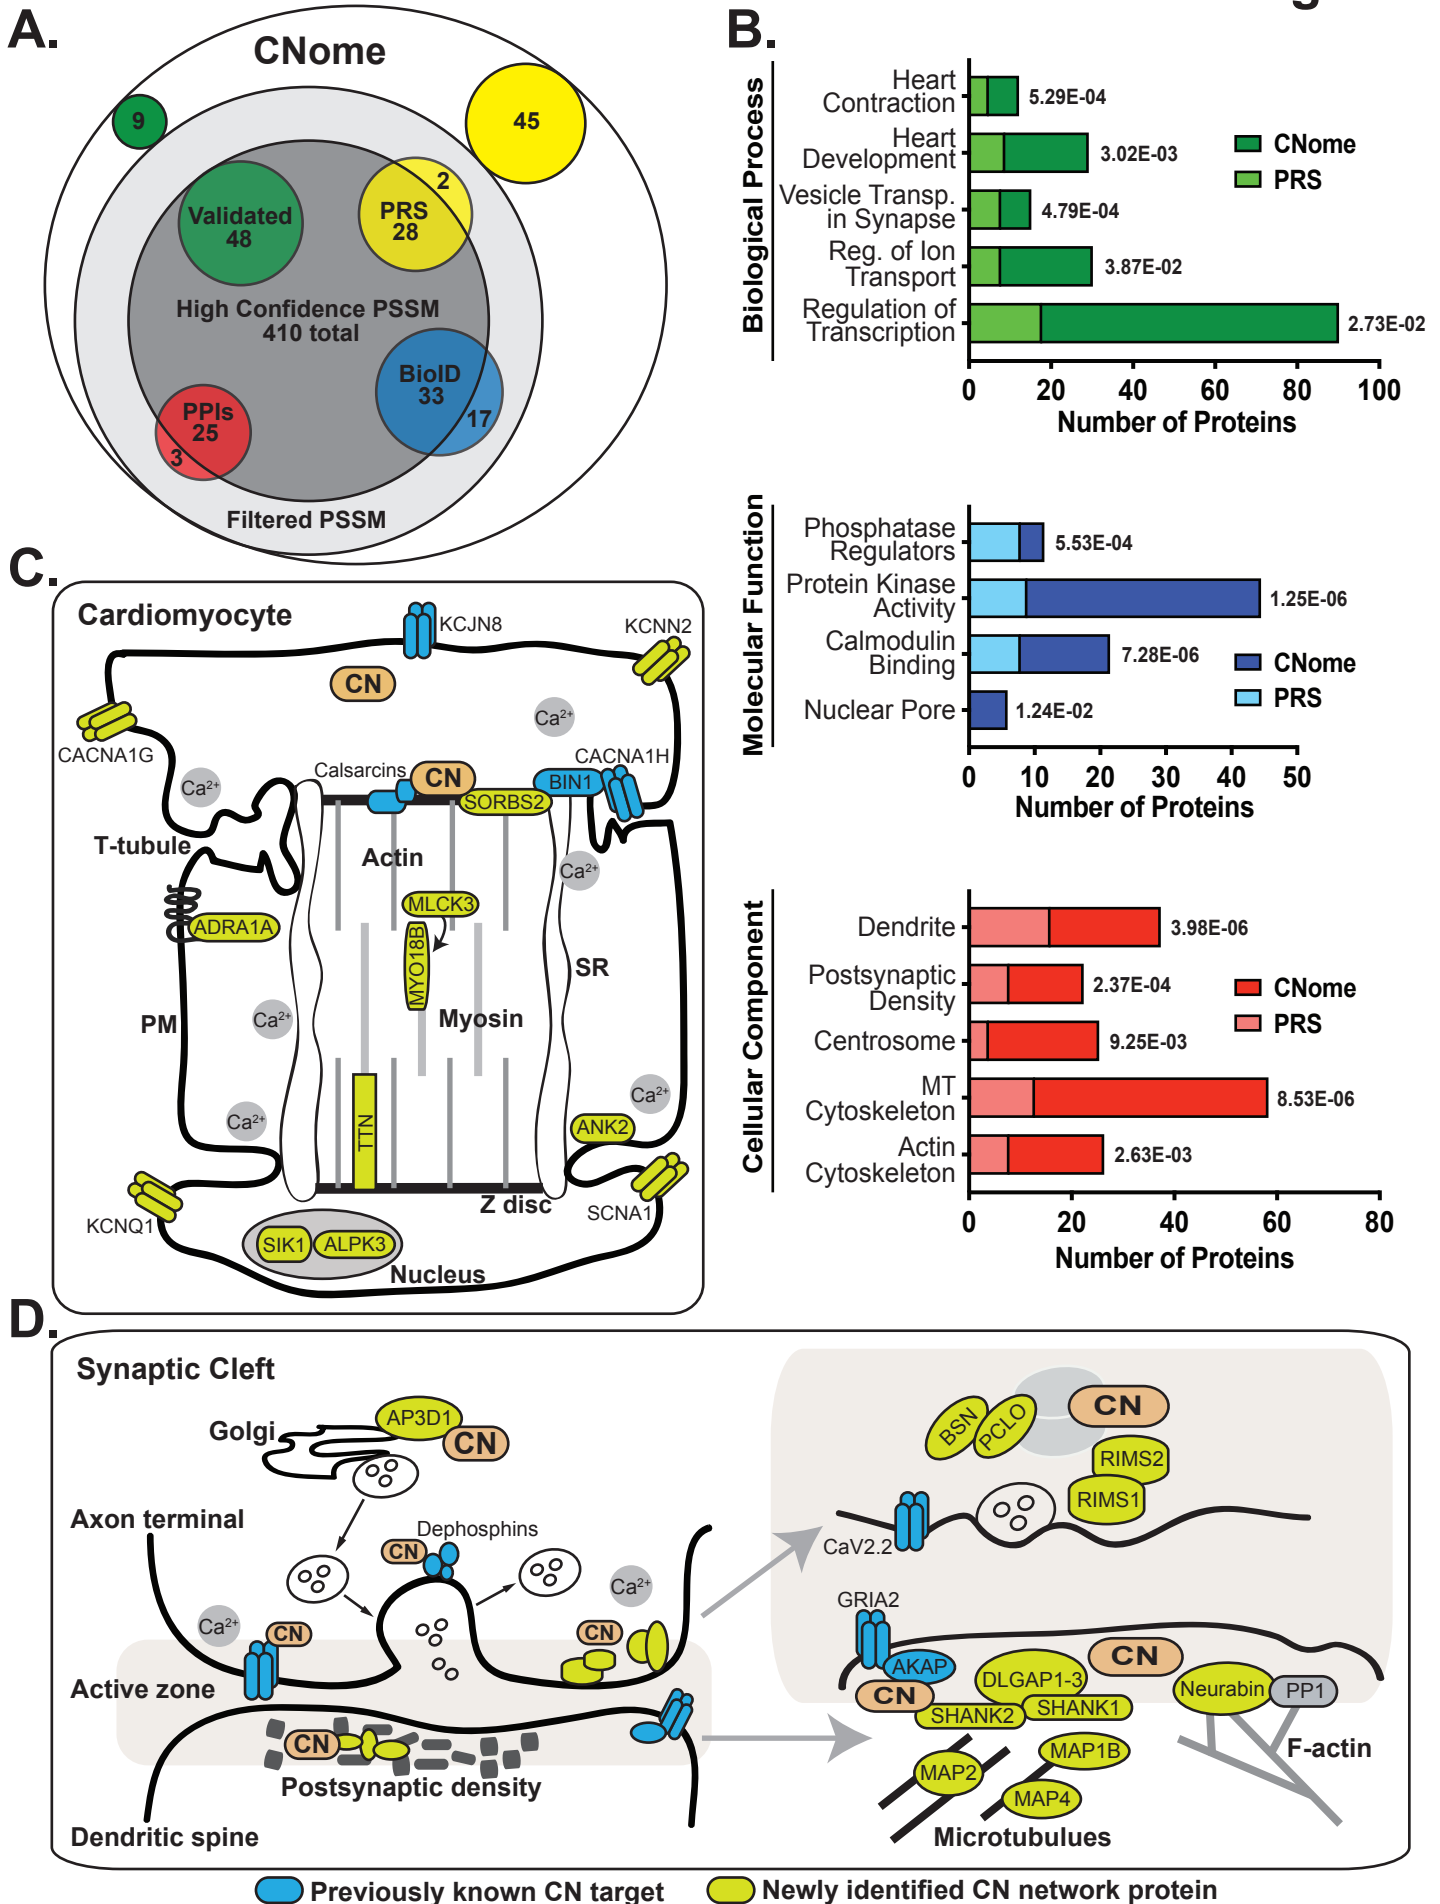 g
A.
CNome
9
45
Validated
48
2
PRS
28
High Confidence PSSM
410 total
BioID
33
17
PPIs
25
3
Filtered PSSM
B.
Biological Process
Heart
Contraction
5.29E-04
Heart
Development
3.02E-03
Vesicle Transp.
in Synapse
4.79E-04
Reg. of Ion
Transport
3.87E-02
Regulation of
Transcription
2.73E-02
CNome
PRS
0 20 40 60 80 100
Number of Proteins
Molecular Function
Phosphatase
Regulators
5.53E-04
Protein Kinase
Activity
1.25E-06
Calmodulin
Binding
7.28E-06
Nuclear Pore
1.24E-02
CNome
PRS
0 10 20 30 40 50
Number of Proteins
Cellular Component
Dendrite
3.98E-06
Postsynaptic
Density
2.37E-04
Centrosome
9.25E-03
MT
Cytoskeleton
8.53E-06
Actin
Cytoskeleton
2.63E-03
CNome
PRS
0 20 40 60 80
Number of Proteins
C.
Cardiomyocyte
KCJN8
KCNN2
CN
Ca2+
CACNA1G
CACNA1H
Ca2+
Calsarcins
CN
BIN1
SORBS2
T-tubule
Actin
Ca2+
MLCK3
ADRA1A
MYO18B
SR
Ca2+
PM
Myosin
Ca2+
Ca2+
TTN
ANK2
Z disc
KCNQ1
SCNA1
SIK1
ALPK3
Nucleus
D.
Synaptic Cleft
AP3D1
Golgi
CN
Axon terminal
Dephosphins
CN
Ca2+
Ca2+
CN
CN
Active zone
CN
Postsynaptic density
Dendritic spine
BSN
PCLO
CN
RIMS2
RIMS1
CaV2.2
GRIA2
AKAP
CN
CN
DLGAP1-3
SHANK2
SHANK1
Neurabin
PP1
MAP2
MAP1B
MAP4
F-actin
Microtubulues
Previously known CN target
Newly identified CN network protein